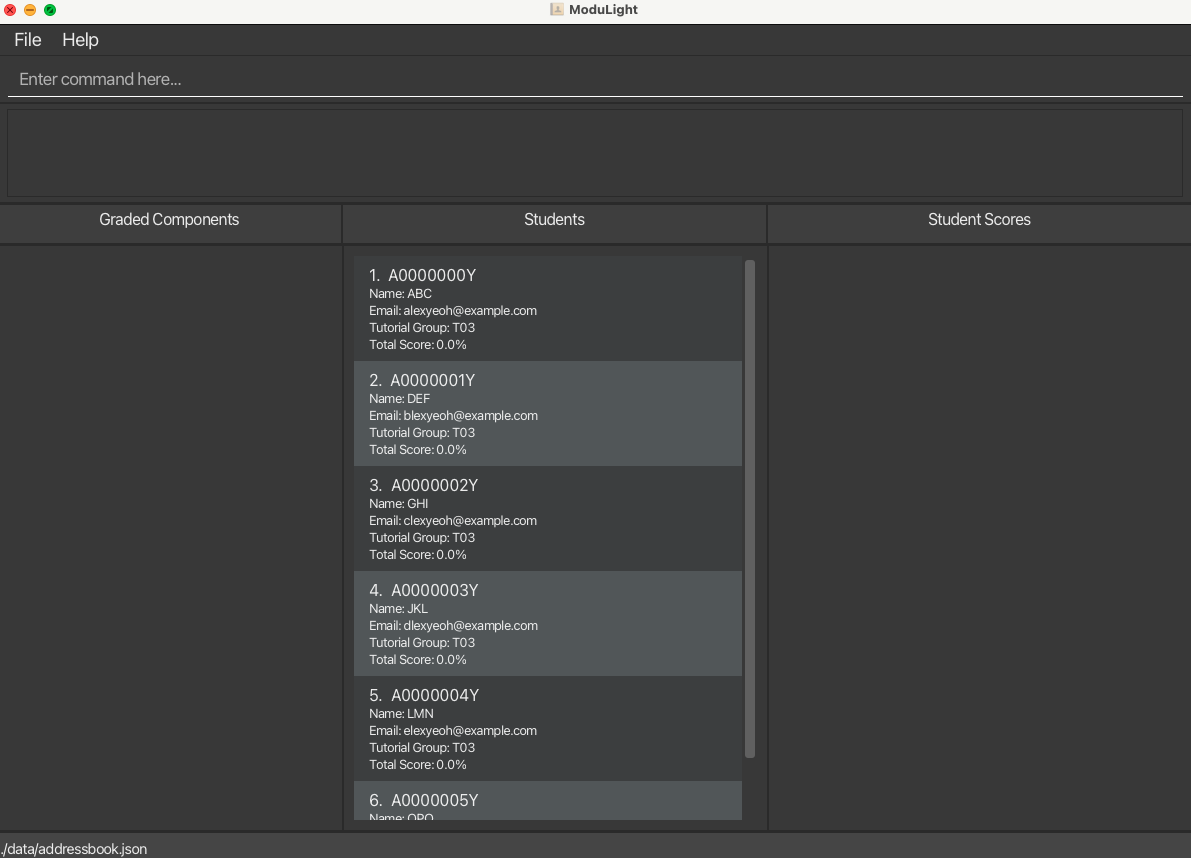 ModuLight
File Help
Enter command here...
Graded Components Students Student Scores
1. A0000000Y
Name: ABC
Email: alexyeoh@example.com
Tutorial Group: T03
Total Score: 0.0%
2. A0000001Y
Name: DEF
Email: blexyeoh@example.com
Tutorial Group: T03
Total Score: 0.0%
3. A0000002Y
Name: GHI
Email: clexyeoh@example.com
Tutorial Group: T03
Total Score: 0.0%
4. A0000003Y
Name: JKL
Email: dlexyeoh@example.com
Tutorial Group: T03
Total Score: 0.0%
5. A0000004Y
Name: LMN
Email: elexyeoh@example.com
Tutorial Group: T03
Total Score: 0.0%
6. A0000005Y
Name:
./data/addressbook.json